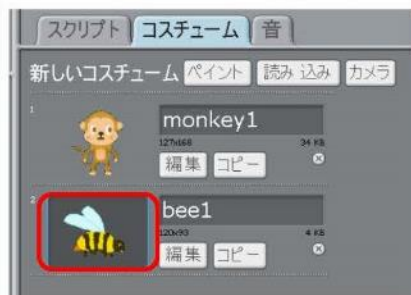 スクリプト コスチューム 音
新しいコスチューム ペイント 読み込み カメラ
1 monkey1
127x166 34 KB
編集 コピー
2 bee1
120x93 4 KB
編集 コピー